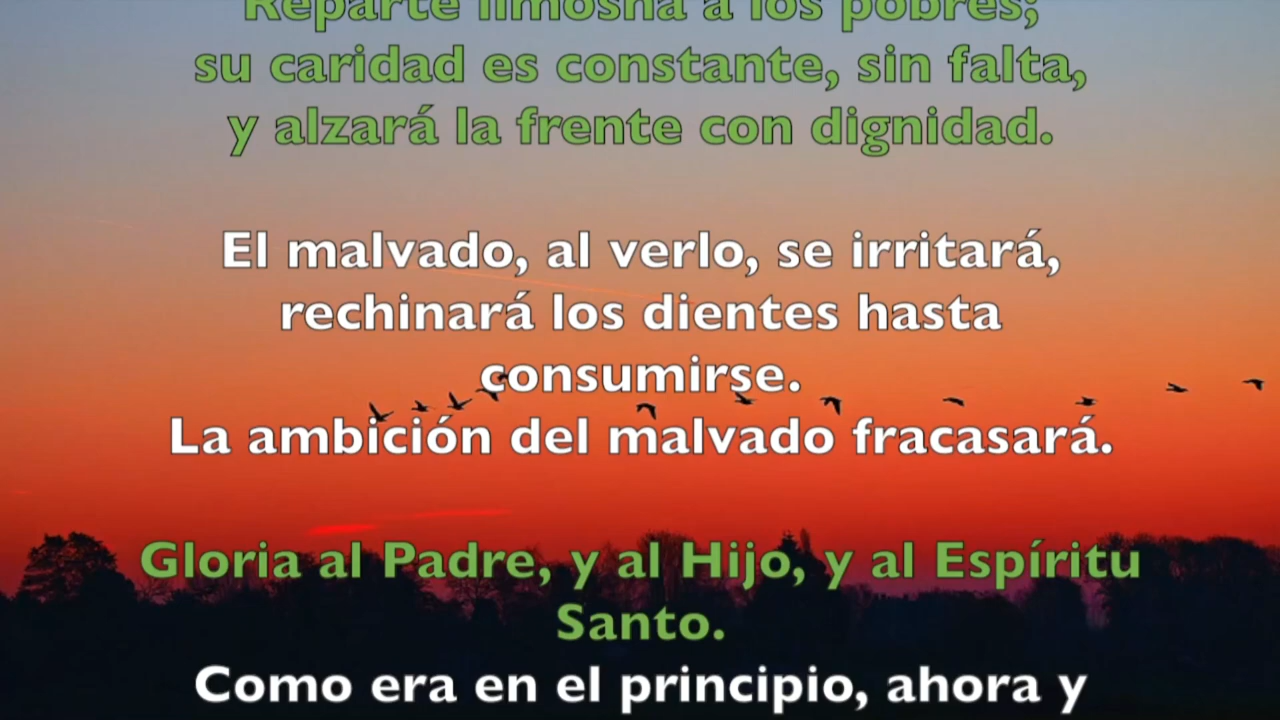 Reparte limosna a los pobres;
su caridad es constante, sin falta,
y alzará la frente con dignidad.
El malvado, al verlo, se irritará,
rechinará los dientes hasta
consumirse.
La ambición del malvado fracasará.
Gloria al Padre, y al Hijo, y al Espíritu
Santo.
Como era en el principio, ahora y